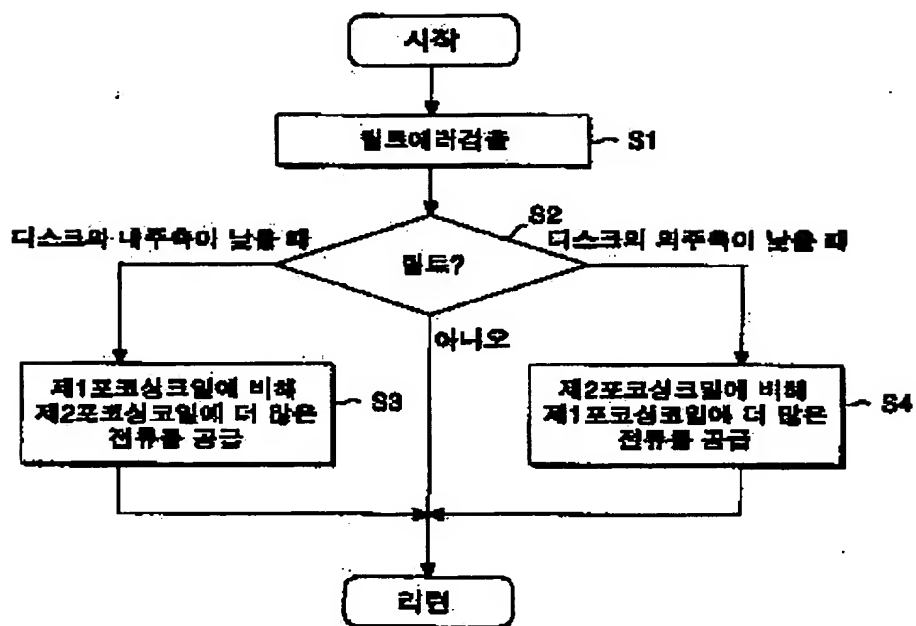 시작
틸트에러검출
S1
S2
디스크의 내주측이 낮을 때
디스크의 외주측이 낮을 때
틸트?
아니오
제1포코싱코일에 비해
제2포코싱코일에 더 많은
전류를 공급
S3
제2포코싱코일에 비해
제1포코싱코일에 더 많은
전류를 공급
S4
리턴